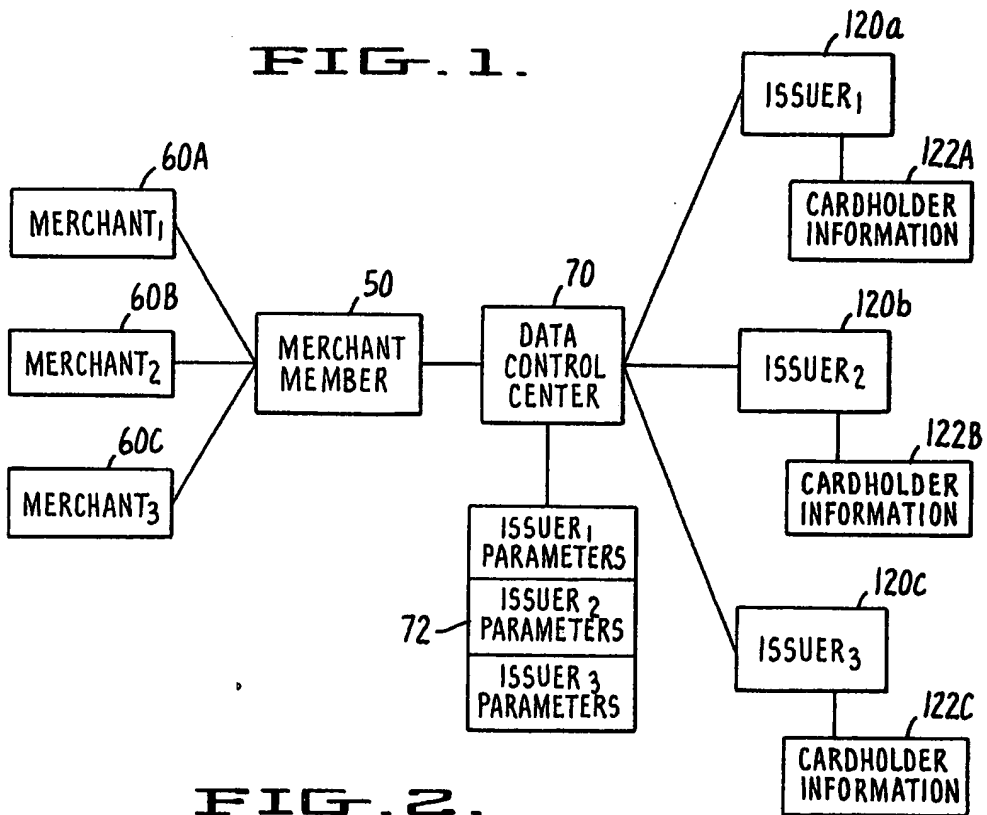 FIG. 1.
120a
ISSUER1
122A
CARDHOLDER
INFORMATION
60A
MERCHANT1
60B
MERCHANT2
60C
MERCHANT3
50
MERCHANT
MEMBER
70
DATA
CONTROL
CENTER
120b
ISSUER2
122B
CARDHOLDER
INFORMATION
72
ISSUER1
PARAMETERS
ISSUER2
PARAMETERS
ISSUER3
PARAMETERS
120C
ISSUER3
122C
CARDHOLDER
INFORMATION
FIG. 2.